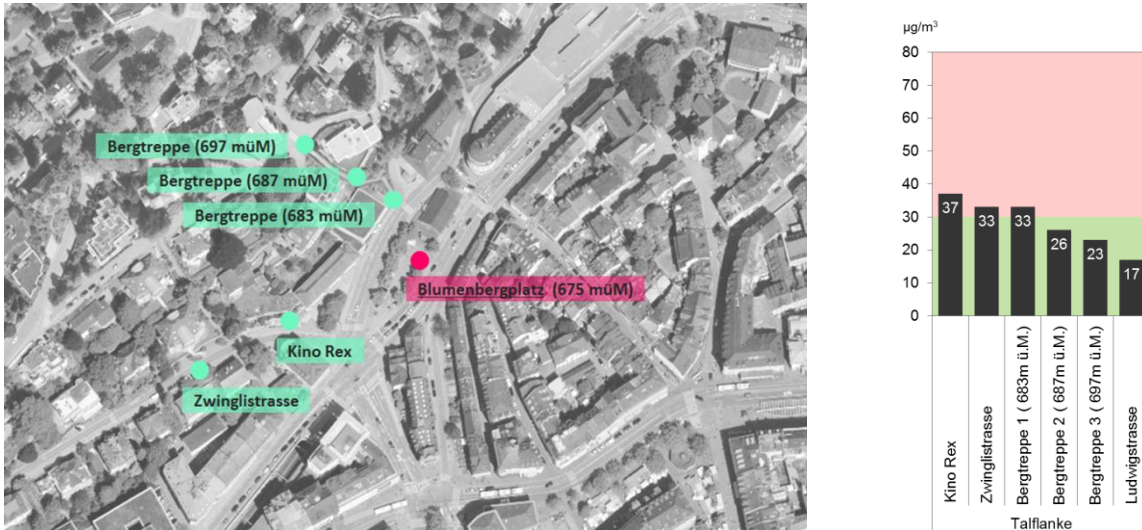 Bergtreppe (697 müM)
Bergtreppe (687 müM)
Bergtreppe (683 müM)
Blumenbergplatz (675 müM)
Kino Rex
Zwinglistrasse
µg/m³
80
70
60
50
40
30
20
10
0
37
33
33
26
23
17
Kino Rex
Zwinglistrasse
Bergtreppe 1 ( 683m ü.M.)
Bergtreppe 2 ( 687m ü.M.)
Bergtreppe 3 ( 697m ü.M.)
Ludwigstrasse
Talflanke